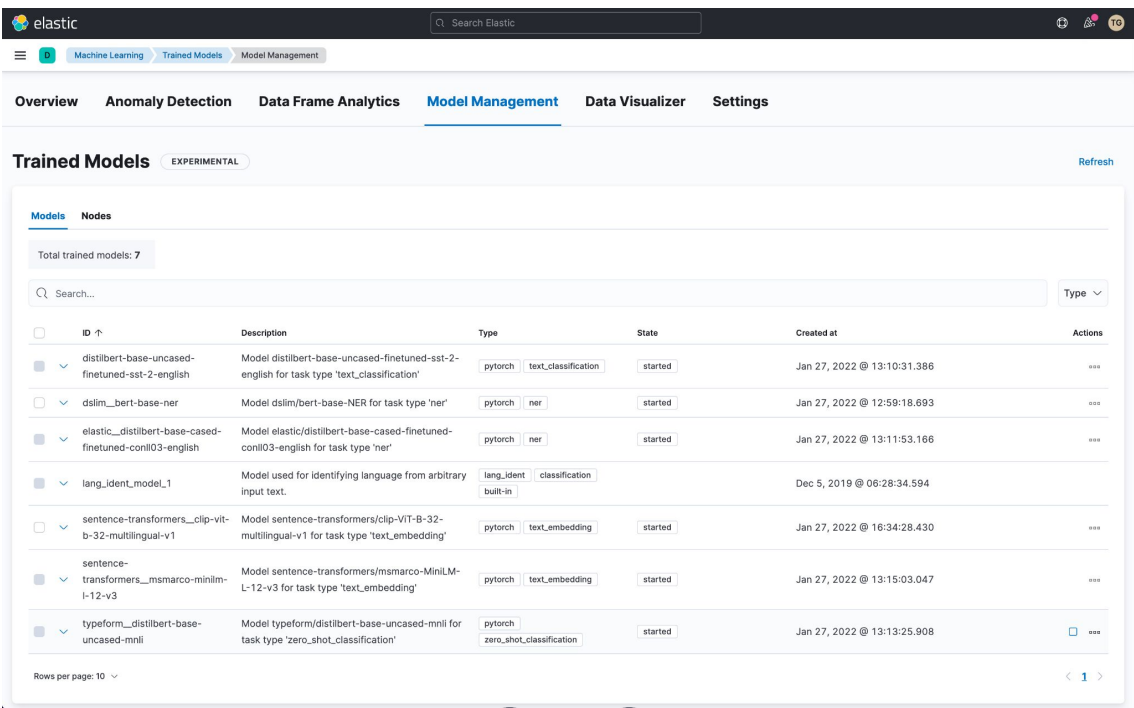 elastic
Search Elastic
TG
D
Machine Learning
Trained Models
Model Management
Overview
Anomaly Detection
Data Frame Analytics
Model Management
Data Visualizer
Settings
Trained Models
EXPERIMENTAL
Refresh
Models
Nodes
Total trained models: 7
Search...
Type
ID
Description
Type
State
Created at
Actions
distilbert-base-uncased-
finetuned-sst-2-english
Model distilbert-base-uncased-finetuned-sst-2-
english for task type 'text_classification'
pytorch
text_classification
started
Jan 27, 2022 @ 13:10:31.386
dslim__bert-base-ner
Model dslim/bert-base-NER for task type 'ner'
pytorch
ner
started
Jan 27, 2022 @ 12:59:18.693
elastic__distilbert-base-cased-
finetuned-conll03-english
Model elastic/distilbert-base-cased-finetuned-
conll03-english for task type 'ner'
pytorch
ner
started
Jan 27, 2022 @ 13:11:53.166
lang_ident_model_1
Model used for identifying language from arbitrary
input text.
lang_ident
classification
built-in
Dec 5, 2019 @ 06:28:34.594
sentence-transformers__clip-vit-
b-32-multilingual-v1
Model sentence-transformers/clip-ViT-B-32-
multilingual-v1 for task type 'text_embedding'
pytorch
text_embedding
started
Jan 27, 2022 @ 16:34:28.430
sentence-
transformers__msmarco-minilm-
l-12-v3
Model sentence-transformers/msmarco-MiniLM-
L-12-v3 for task type 'text_embedding'
pytorch
text_embedding
started
Jan 27, 2022 @ 13:15:03.047
typeform__distilbert-base-
uncased-mnli
Model typeform/distilbert-base-uncased-mnli for
task type 'zero_shot_classification'
pytorch
zero_shot_classification
started
Jan 27, 2022 @ 13:13:25.908
Rows per page: 10
1